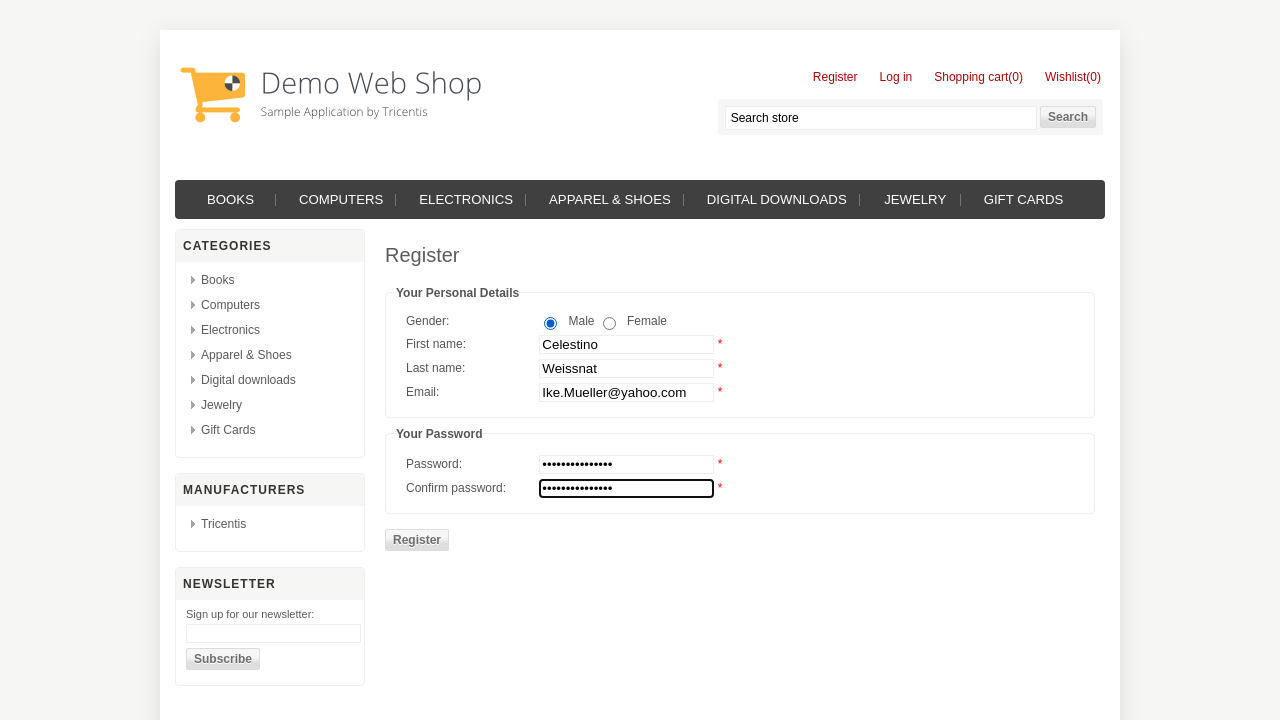 Demo Web Shop
Sample Application by Tricentis
Register Log in Shopping cart(0) Wishlist(0)
Search store Search
BOOKS COMPUTERS ELECTRONICS APPAREL & SHOES DIGITAL DOWNLOADS JEWELRY GIFT CARDS
CATEGORIES
Books
Computers
Electronics
Apparel & Shoes
Digital downloads
Jewelry
Gift Cards
MANUFACTURERS
Tricentis
NEWSLETTER
Sign up for our newsletter:
Subscribe
Register
Your Personal Details
Gender: Male Female
First name: Celestino *
Last name: Weissnat *
Email: Ike.Mueller@yahoo.com *
Your Password
Password: ••••••••••••••• *
Confirm password: ••••••••••••••• *
Register